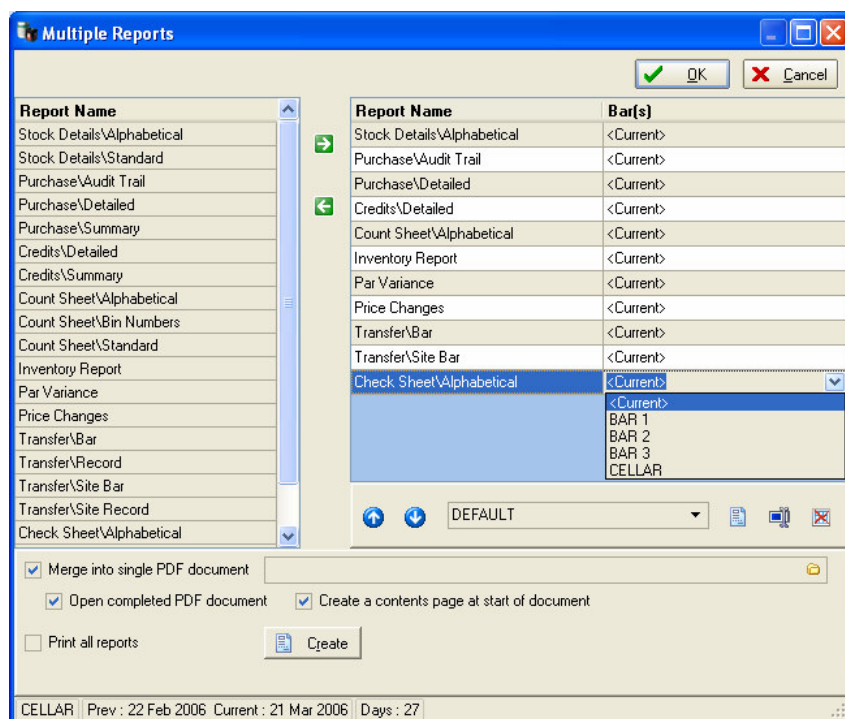 Multiple Reports
OK Cancel
Report Name
Stock Details\Alphabetical
Stock Details\Standard
Purchase\Audit Trail
Purchase\Detailed
Purchase\Summary
Credits\Detailed
Credits\Summary
Count Sheet\Alphabetical
Count Sheet\Bin Numbers
Count Sheet\Standard
Inventory Report
Par Variance
Price Changes
Transfer\Bar
Transfer\Record
Transfer\Site Bar
Transfer\Site Record
Check Sheet\Alphabetical
Report Name Bar(s)
Stock Details\Alphabetical <Current>
Purchase\Audit Trail <Current>
Purchase\Detailed <Current>
Credits\Detailed <Current>
Count Sheet\Alphabetical <Current>
Inventory Report <Current>
Par Variance <Current>
Price Changes <Current>
Transfer\Bar <Current>
Transfer\Site Bar <Current>
Check Sheet\Alphabetical <Current>
<Current>
BAR 1
BAR 2
BAR 3
CELLAR
DEFAULT
Merge into single PDF document
Open completed PDF document Create a contents page at start of document
Print all reports Create
CELLAR Prev : 22 Feb 2006 Current : 21 Mar 2006 Days : 27